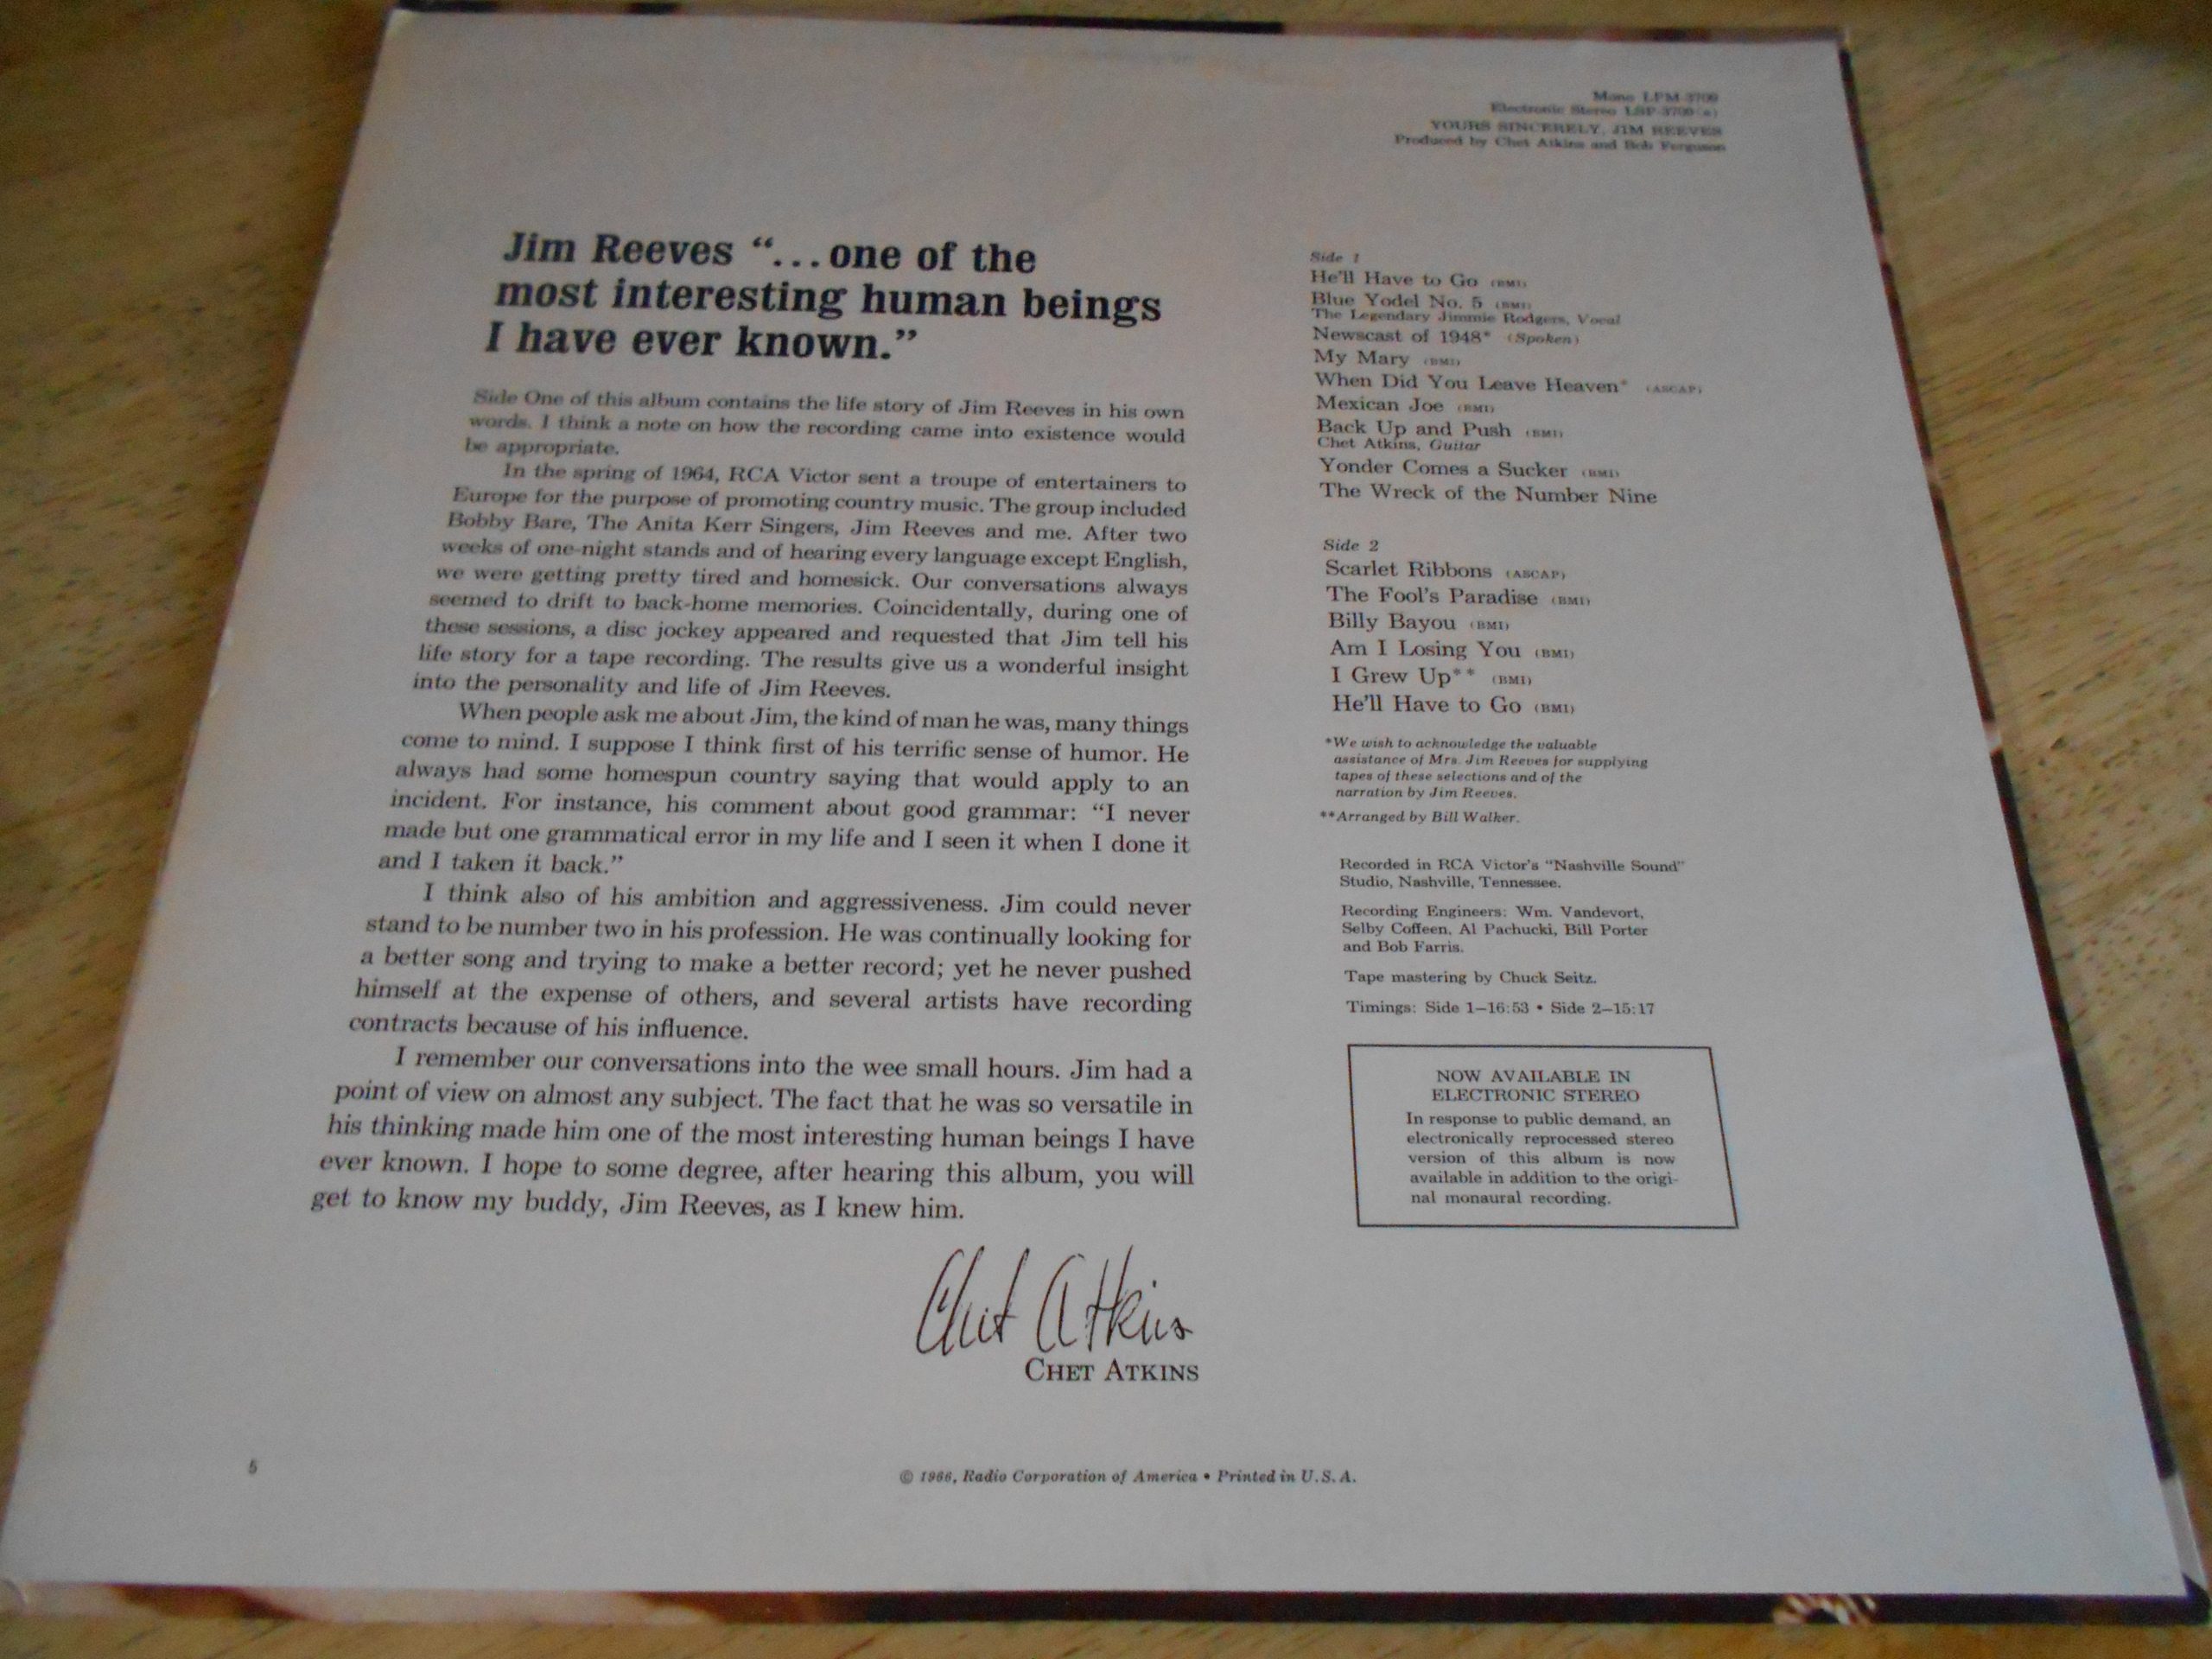 Mono LPM-3709
Electronic Stereo LSP-3709(e)
YOURS SINCERELY, JIM REEVES
Produced by Chet Atkins and Bob Ferguson
Jim Reeves “...one of the
most interesting human beings
I have ever known.”
Side One of this album contains the life story of Jim Reeves in his own
words. I think a note on how the recording came into existence would
be appropriate.
In the spring of 1964, RCA Victor sent a troupe of entertainers to
Europe for the purpose of promoting country music. The group included
Bobby Bare, The Anita Kerr Singers, Jim Reeves and me. After two
weeks of one-night stands and of hearing every language except English,
we were getting pretty tired and homesick. Our conversations always
seemed to drift to back-home memories. Coincidentally, during one of
these sessions, a disc jockey appeared and requested that Jim tell his
life story for a tape recording. The results give us a wonderful insight
into the personality and life of Jim Reeves.
When people ask me about Jim, the kind of man he was, many things
come to mind. I suppose I think first of his terrific sense of humor. He
always had some homespun country saying that would apply to an
incident. For instance, his comment about good grammar: “I never
made but one grammatical error in my life and I seen it when I done it
and I taken it back.”
I think also of his ambition and aggressiveness. Jim could never
stand to be number two in his profession. He was continually looking for
a better song and trying to make a better record; yet he never pushed
himself at the expense of others, and several artists have recording
contracts because of his influence.
I remember our conversations into the wee small hours. Jim had a
point of view on almost any subject. The fact that he was so versatile in
his thinking made him one of the most interesting human beings I have
ever known. I hope to some degree, after hearing this album, you will
get to know my buddy, Jim Reeves, as I knew him.
Chet Atkins
CHET ATKINS
Side 1
He'll Have to Go (BMI)
Blue Yodel No. 5 (BMI)
The Legendary Jimmie Rodgers, Vocal
Newscast of 1948* (Spoken)
My Mary (BMI)
When Did You Leave Heaven* (ASCAP)
Mexican Joe (BMI)
Back Up and Push (BMI)
Chet Atkins, Guitar
Yonder Comes a Sucker (BMI)
The Wreck of the Number Nine
Side 2
Scarlet Ribbons (ASCAP)
The Fool's Paradise (BMI)
Billy Bayou (BMI)
Am I Losing You (BMI)
I Grew Up** (BMI)
He'll Have to Go (BMI)
*We wish to acknowledge the valuable
assistance of Mrs. Jim Reeves for supplying
tapes of these selections and of the
narration by Jim Reeves.
**Arranged by Bill Walker.
Recorded in RCA Victor's "Nashville Sound"
Studio, Nashville, Tennessee.
Recording Engineers: Wm. Vandevort,
Selby Coffeen, Al Pachucki, Bill Porter
and Bob Farris.
Tape mastering by Chuck Seitz.
Timings: Side 1–16:53 • Side 2–15:17
NOW AVAILABLE IN
ELECTRONIC STEREO
In response to public demand, an
electronically reprocessed stereo
version of this album is now
available in addition to the origi-
nal monaural recording.
5
© 1966, Radio Corporation of America • Printed in U.S.A.